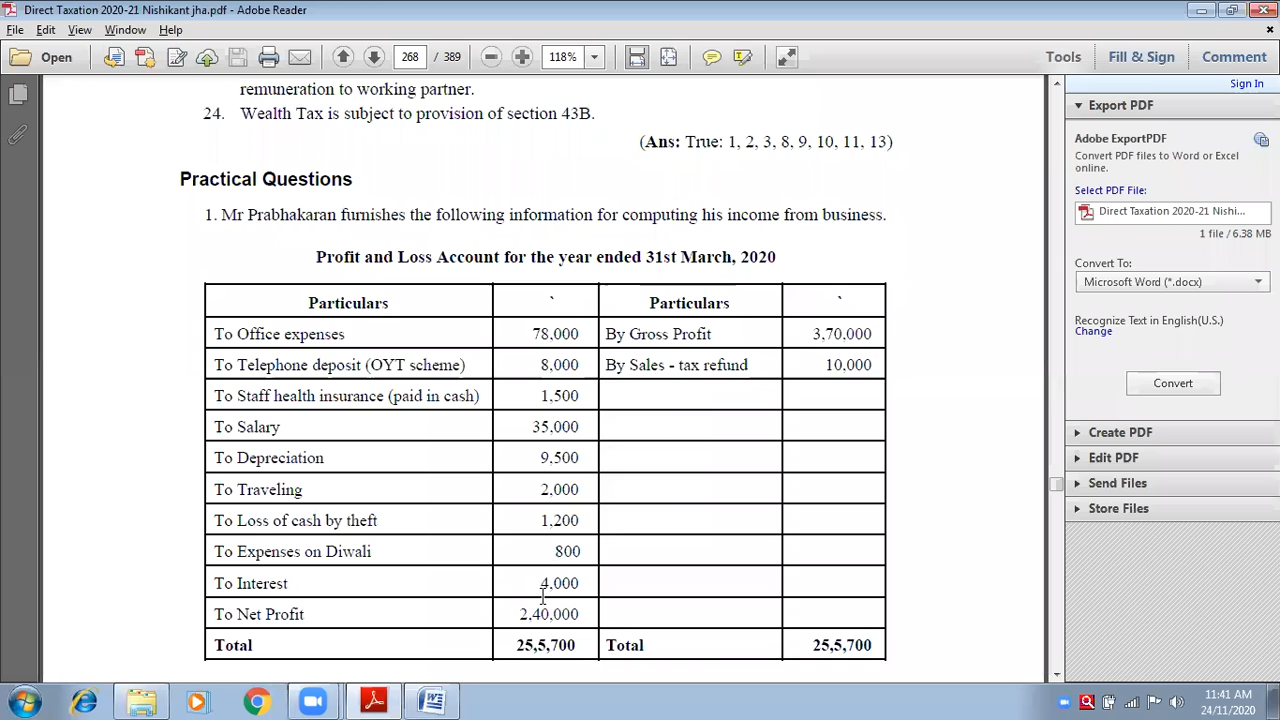 Direct Taxation 2020-21 Nishikant jha.pdf - Adobe Reader
File Edit View Window Help
Open 268 / 389 118% Tools Fill & Sign Comment
Sign In
remuneration to working partner.
24. Wealth Tax is subject to provision of section 43B.
(Ans: True: 1, 2, 3, 8, 9, 10, 11, 13)
Practical Questions
1. Mr Prabhakaran furnishes the following information for computing his income from business.
Profit and Loss Account for the year ended 31st March, 2020
Particulars ` Particulars `
To Office expenses 78,000 By Gross Profit 3,70,000
To Telephone deposit (OYT scheme) 8,000 By Sales - tax refund 10,000
To Staff health insurance (paid in cash) 1,500
To Salary 35,000
To Depreciation 9,500
To Traveling 2,000
To Loss of cash by theft 1,200
To Expenses on Diwali 800
To Interest 4,000
To Net Profit 2,40,000
Total 25,5,700 Total 25,5,700
Export PDF
Adobe ExportPDF
Convert PDF files to Word or Excel
online.
Select PDF File:
Direct Taxation 2020-21 Nishi...
1 file / 6.38 MB
Convert To:
Microsoft Word (*.docx)
Recognize Text in English(U.S.)
Change
Convert
Create PDF
Edit PDF
Send Files
Store Files
11:41 AM
24/11/2020